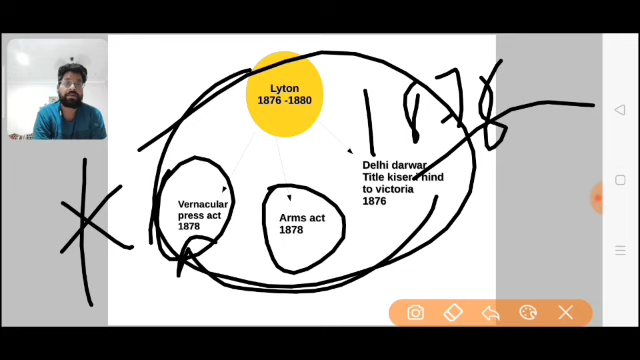 Lyton
1876 -1880
1878
Delhi darwar
Title kiser hind
to victoria
1876
Vernacular
press act
1878
Arms act
1878